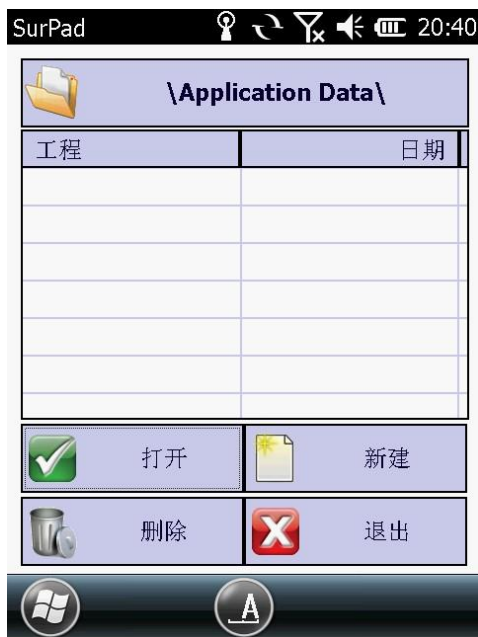 SurPad 20:40
\Application Data\
工程 日期
打开 新建
删除 退出
A